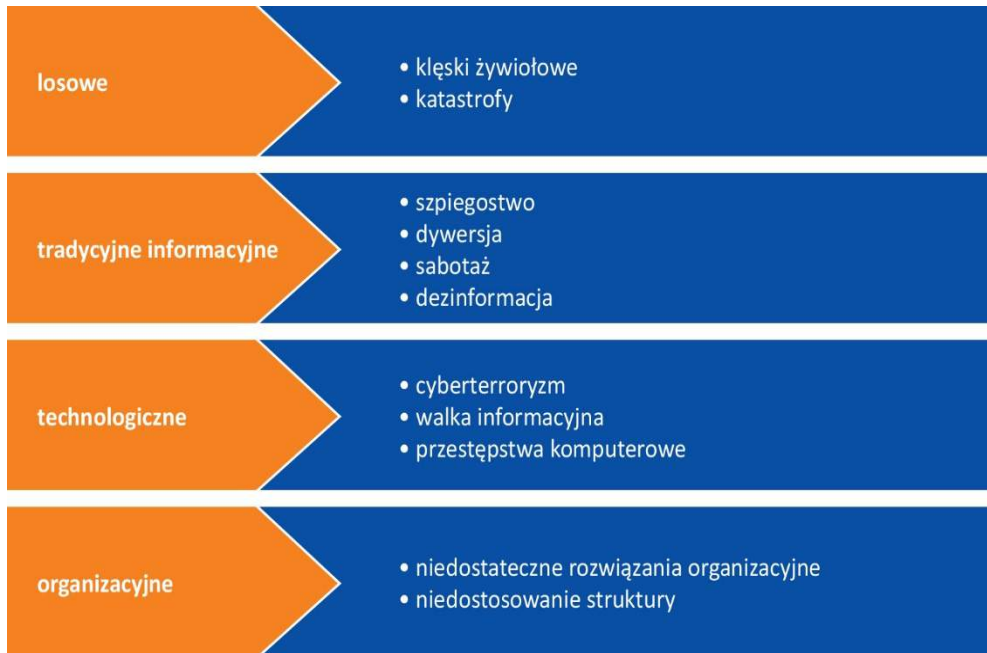 losowe
• klęski żywiołowe
• katastrofy
tradycyjne informacyjne
• szpiegostwo
• dywersja
• sabotaż
• dezinformacja
technologiczne
• cyberterroryzm
• walka informacyjna
• przestępstwa komputerowe
organizacyjne
• niedostateczne rozwiązania organizacyjne
• niedostosowanie struktury